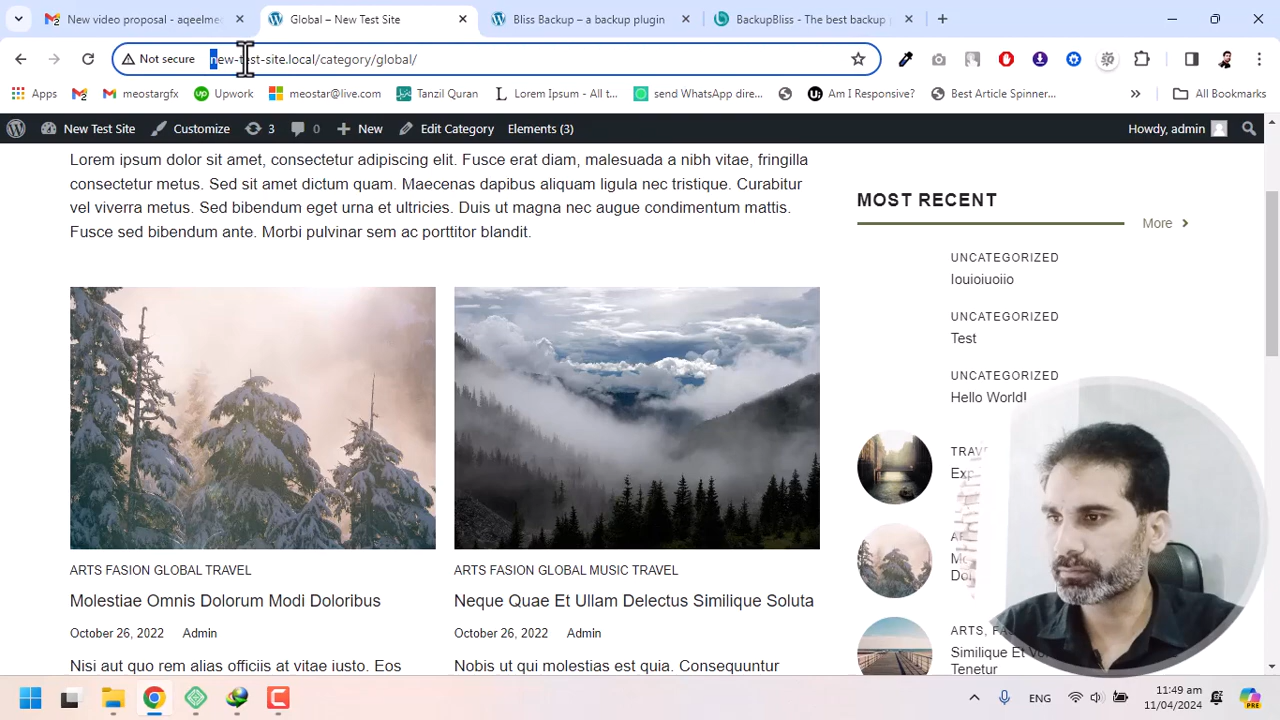 New video proposal - aqeelme
Global – New Test Site
Bliss Backup – a backup plugin
BackupBliss - The best backup p
Not secure
new-test-site.local/category/global/
Apps
meostargfx
Upwork
meostar@live.com
Tanzil Quran
Lorem Ipsum - All t...
send WhatsApp dire...
Am I Responsive?
Best Article Spinner...
All Bookmarks
New Test Site
Customize
3
0
New
Edit Category
Elements (3)
Howdy, admin
Lorem ipsum dolor sit amet, consectetur adipiscing elit. Fusce erat diam, malesuada a nibh vitae, fringilla
consectetur metus. Sed sit amet dictum quam. Maecenas dapibus aliquam ligula nec tristique. Curabitur
vel viverra metus. Sed bibendum eget urna et ultricies. Duis ut magna nec augue condimentum mattis.
Fusce sed bibendum ante. Morbi pulvinar sem ac porttitor blandit.
MOST RECENT
More
UNCATEGORIZED
Iouioiuoiio
UNCATEGORIZED
Test
UNCATEGORIZED
Hello World!
ARTS, FA
Similique Et Vo
Tenetur
ARTS FASION GLOBAL TRAVEL
Molestiae Omnis Dolorum Modi Doloribus
October 26, 2022
Admin
Nisi aut quo rem alias officiis at vitae iusto. Eos
ARTS FASION GLOBAL MUSIC TRAVEL
Neque Quae Et Ullam Delectus Similique Soluta
October 26, 2022
Admin
Nobis ut qui molestias est quia. Consequuntur
ENG
11:49 am
11/04/2024
PRE